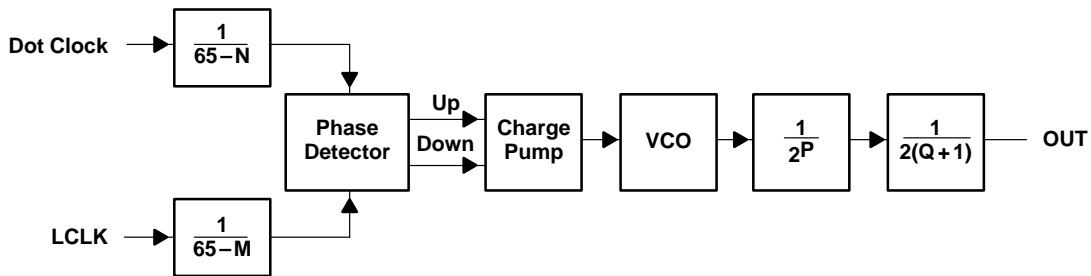 Dot Clock
1
65 – N
Phase
Detector
Up
Down
Charge
Pump
VCO
1
2P
1
2(Q + 1)
OUT
LCLK
1
65 – M